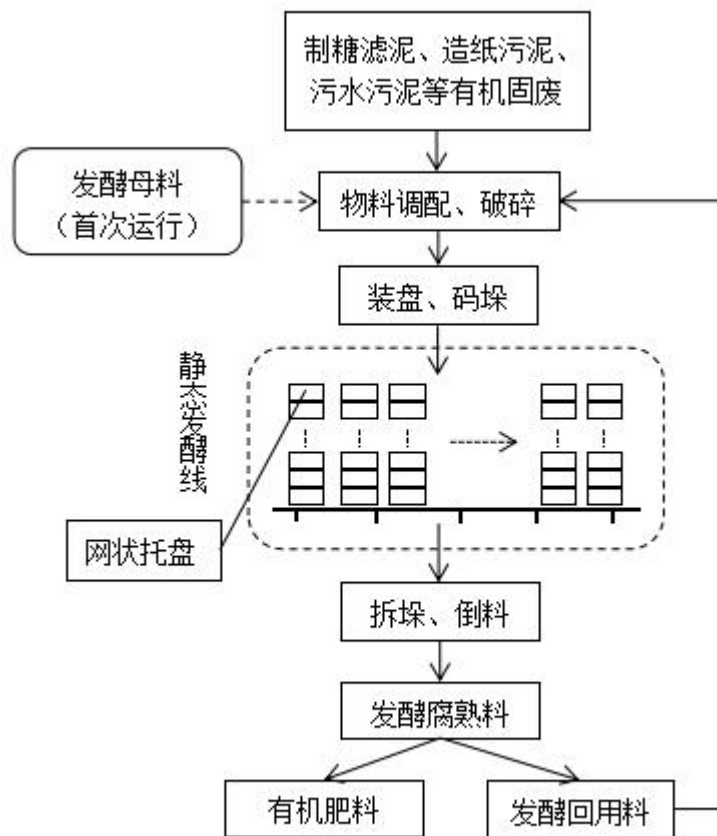 制糖滤泥、造纸污泥、
污水污泥等有机固废
发酵母料
（首次运行）
物料调配、破碎
装盘、码垛
静态发酵线
网状托盘
拆垛、倒料
发酵腐熟料
有机肥料
发酵回用料